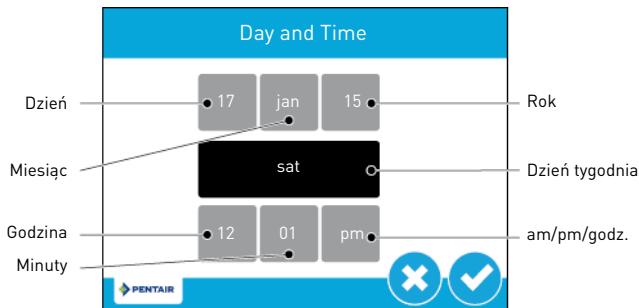 Day and Time
Dzień 17 jan 15 Rok
Miesiąc sat Dzień tygodnia
Godzina 12 01 pm am/pm/godz.
Minuty
PENTAIR